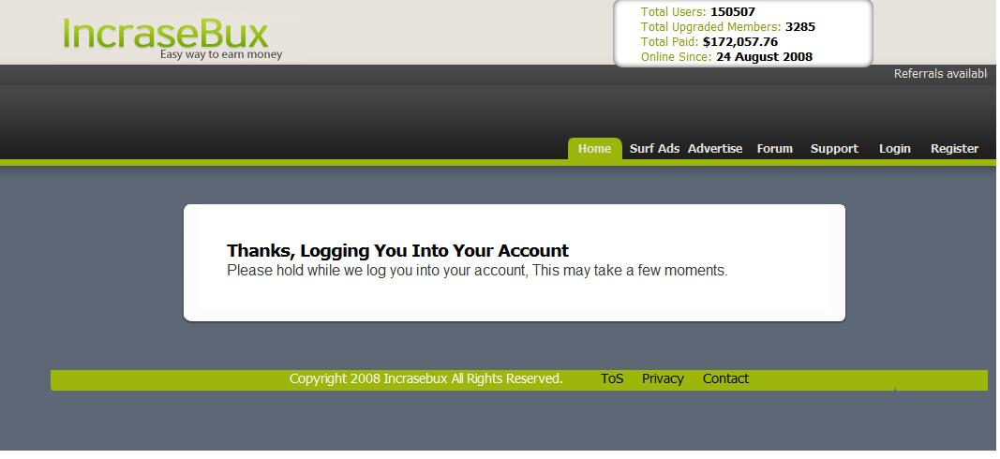 IncraseBux
Easy way to earn money
Total Users: 150507
Total Upgraded Members: 3285
Total Paid: $172,057.76
Online Since: 24 August 2008
Referrals availabl
Home Surf Ads Advertise Forum Support Login Register
Thanks, Logging You Into Your Account
Please hold while we log you into your account, This may take a few moments.
Copyright 2008 Incrasebux All Rights Reserved. ToS Privacy Contact